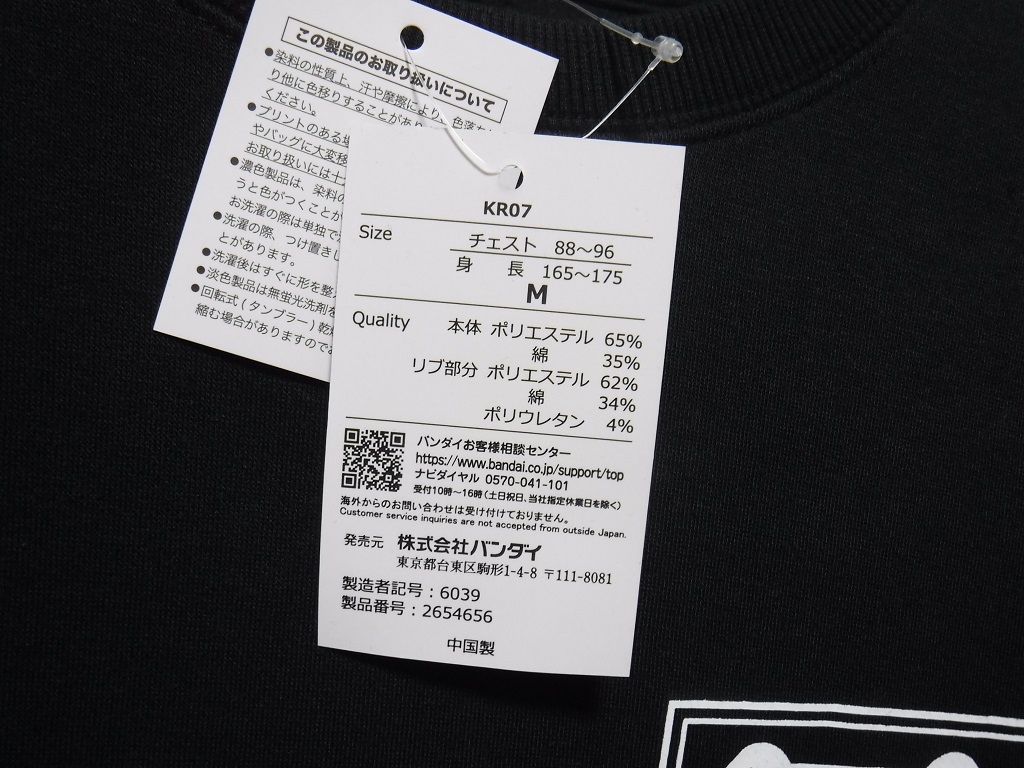 この製品のお取り扱いについて
●染料の性質上、汗や摩擦により、色落ち
り他に色移りすることがあり
ください。
●プリントのある
やバッグに大変移
お取り扱いには十
●濃色製品は、染料の
うと色がつくことが
お洗濯の際は単独で
●洗濯の際、つけ置きし
とがあります。
●洗濯後はすぐに形を整
●淡色製品は無蛍光洗剤を
●回転式(タンブラー)乾燥
縮む場合がありますので
KR07
Size チェスト 88～96
身 長 165～175
M
Quality 本体 ポリエステル 65%
綿 35%
リブ部分 ポリエステル 62%
綿 34%
ポリウレタン 4%
バンダイお客様相談センター
https://www.bandai.co.jp/support/top
ナビダイヤル 0570-041-101
受付10時～16時(土日祝日、当社指定休業日を除く)
海外からのお問い合わせは受け付けておりません。
Customer service inquiries are not accepted from outside Japan.
発売元 株式会社バンダイ
東京都台東区駒形1-4-8 〒111-8081
製造者記号：6039
製品番号：2654656
中国製